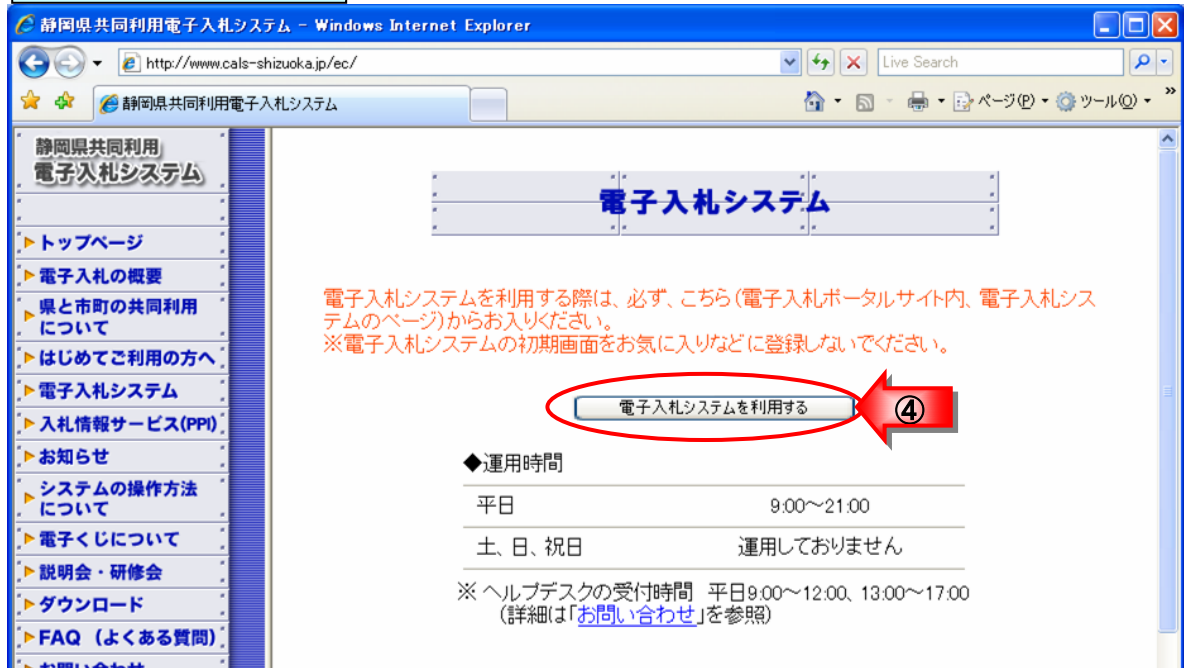 静岡県共同利用電子入札システム - Windows Internet Explorer
http://www.cals-shizuoka.jp/ec/
Live Search
静岡県共同利用電子入札システム
ページ(P)
ツール(O)
静岡県共同利用
電子入札システム
トップページ
電子入札の概要
県と市町の共同利用
について
はじめてご利用の方へ
電子入札システム
入札情報サービス(PPI)
お知らせ
システムの操作方法
について
電子くじについて
説明会・研修会
ダウンロード
FAQ (よくある質問)
お問い合わせ
電子入札システム
電子入札システムを利用する際は、必ず、こちら(電子入札ポータルサイト内、電子入札シス
テムのページ)からお入りください。
※電子入札システムの初期画面をお気に入りなどに登録しないでください。
電子入札システムを利用する
④
◆運用時間
平日 9:00～21:00
土、日、祝日 運用しておりません
※ ヘルプデスクの受付時間 平日9:00～12:00、13:00～17:00
(詳細は「お問い合わせ」を参照)